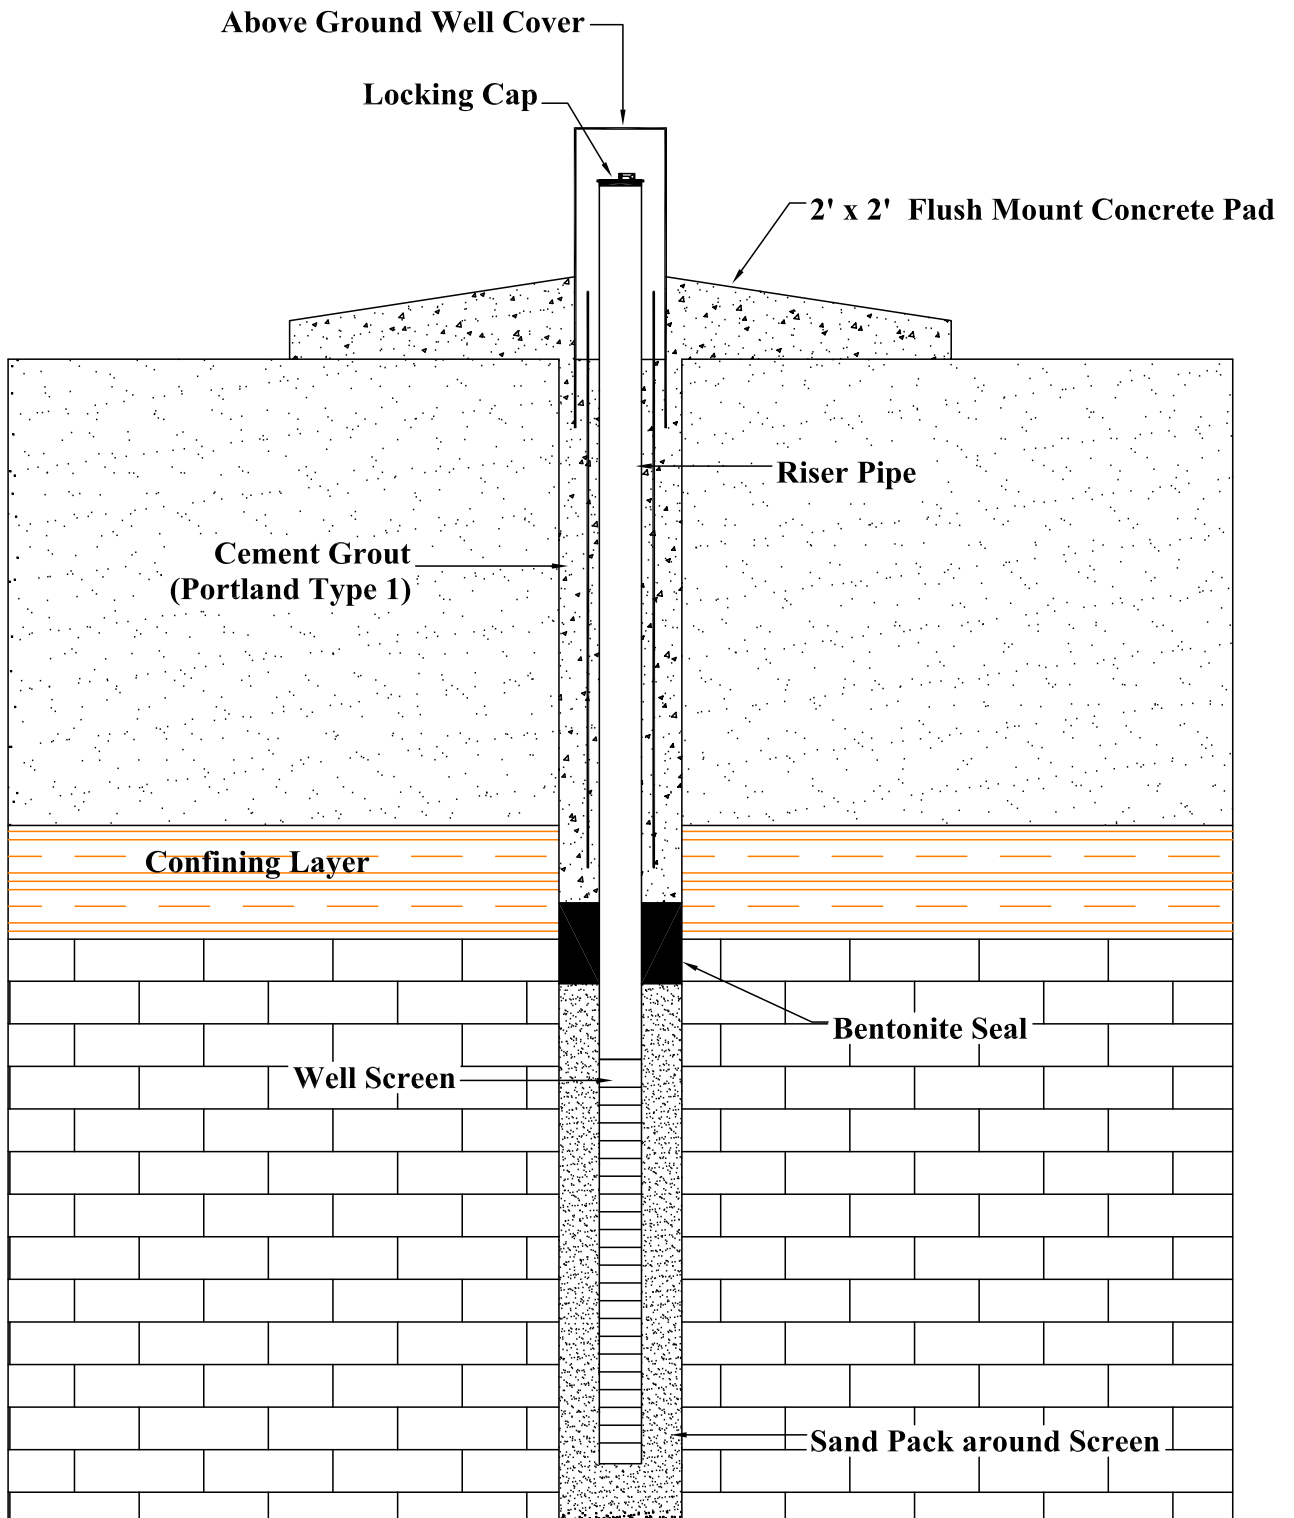 Above Ground Well Cover
Locking Cap
2' x 2' Flush Mount Concrete Pad
Riser Pipe
Cement Grout
(Portland Type 1)
Confining Layer
Bentonite Seal
Well Screen
Sand Pack around Screen